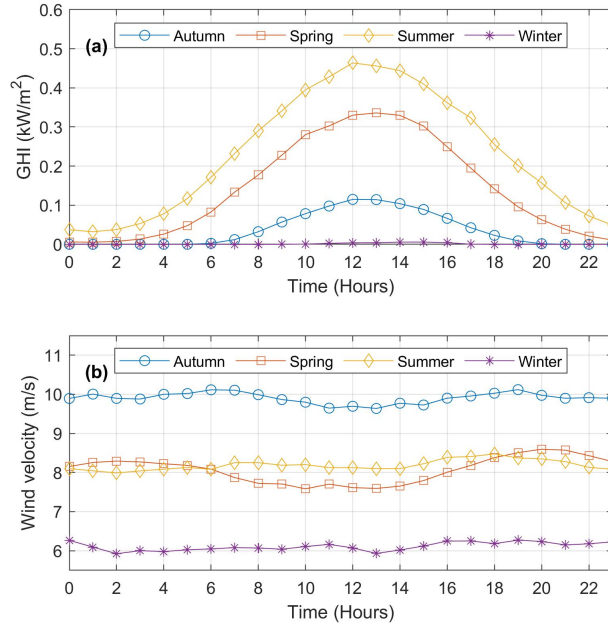 0.6
(a)
Autumn Spring Summer Winter
0.5
0.4
0.3
0.2
0.1
0
GHI (kW/m²)
0 2 4 6 8 10 12 14 16 18 20 22
Time (Hours)
11
(b)
Autumn Spring Summer Winter
10
9
8
7
6
Wind velocity (m/s)
0 2 4 6 8 10 12 14 16 18 20 22
Time (Hours)